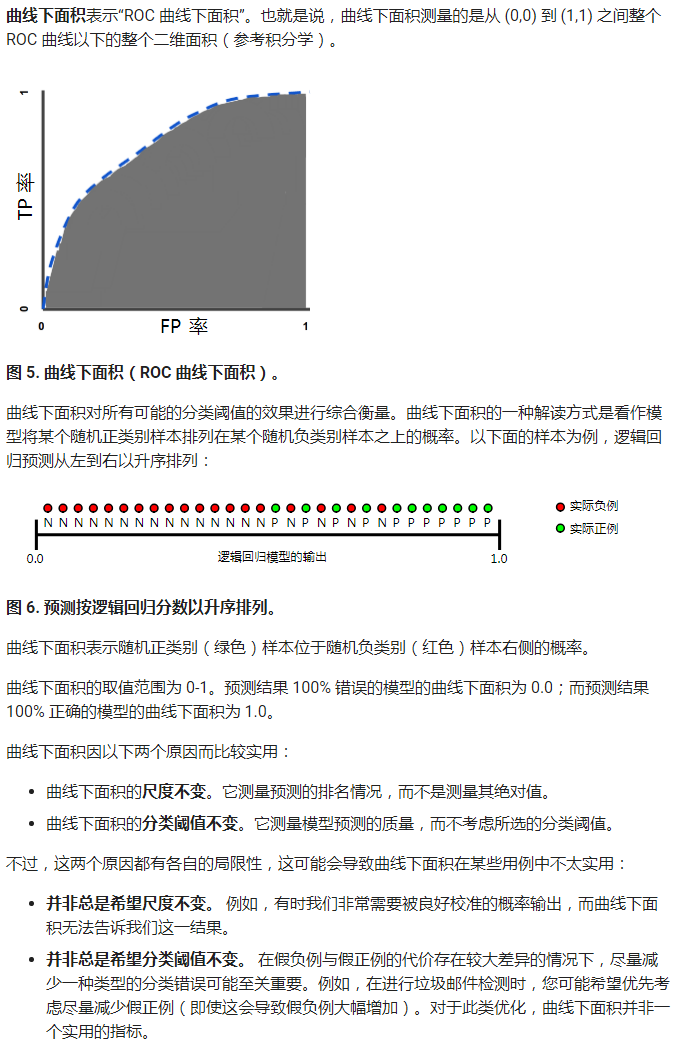 曲线下面积表示“ROC 曲线下面积”。也就是说，曲线下面积测量的是从 (0,0) 到 (1,1) 之间整个
ROC 曲线以下的整个二维面积（参考积分学）。
1
TP 率
0
0
FP 率
1
图 5. 曲线下面积（ROC 曲线下面积）。
曲线下面积对所有可能的分类阈值的效果进行综合衡量。曲线下面积的一种解读方式是看作模
型将某个随机正类别样本排列在某个随机负类别样本之上的概率。以下面的样本为例，逻辑回
归预测从左到右以升序排列：
N N N N N N N N N N N N N N N P N P N P N P N P P P P P P P
实际负例
实际正例
0.0
逻辑回归模型的输出
1.0
图 6. 预测按逻辑回归分数以升序排列。
曲线下面积表示随机正类别（绿色）样本位于随机负类别（红色）样本右侧的概率。
曲线下面积的取值范围为 0-1。预测结果 100% 错误的模型的曲线下面积为 0.0；而预测结果
100% 正确的模型的曲线下面积为 1.0。
曲线下面积因以下两个原因而比较实用：
• 曲线下面积的尺度不变。它测量预测的排名情况，而不是测量其绝对值。
• 曲线下面积的分类阈值不变。它测量模型预测的质量，而不考虑所选的分类阈值。
不过，这两个原因都有各自的局限性，这可能会导致曲线下面积在某些用例中不太实用：
• 并非总是希望尺度不变。 例如，有时我们非常需要被良好校准的概率输出，而曲线下面
积无法告诉我们这一结果。
• 并非总是希望分类阈值不变。 在假负例与假正例的代价存在较大差异的情况下，尽量减
少一种类型的分类错误可能至关重要。例如，在进行垃圾邮件检测时，您可能希望优先考
虑尽量减少假正例（即使这会导致假负例大幅增加）。对于此类优化，曲线下面积并非一
个实用的指标。